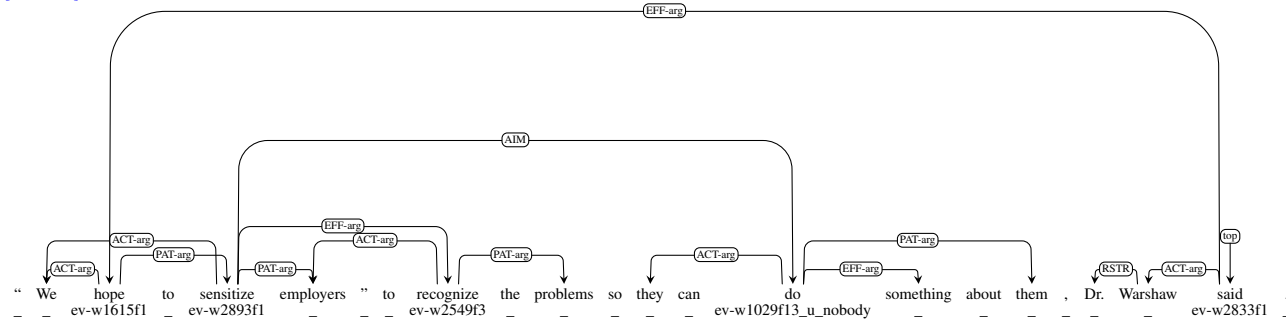 EFF-arg
AIM
EFF-arg
ACT-arg ACT-arg PAT-arg top
PAT-arg PAT-arg ACT-arg
ACT-arg PAT-arg EFF-arg RSTR ACT-arg
“ We hope to sensitize employers ” to recognize the problems so they can do something about them , Dr. Warshaw said .
_ _ ev-w1615f1 _ ev-w2893f1 _ _ _ ev-w2549f3 _ _ _ _ _ ev-w1029f13_u_nobody _ _ _ _ _ _ ev-w2833f1 _